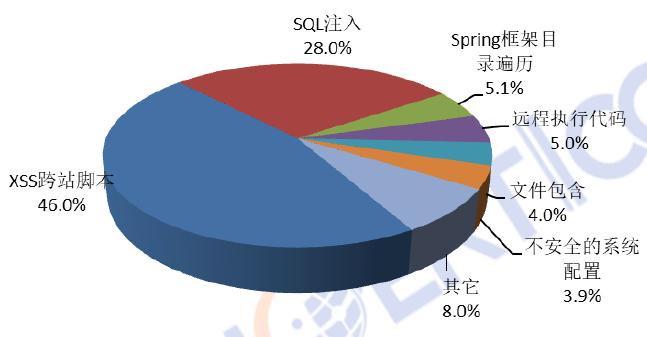 SQL注入
28.0%
Spring框架目
录遍历
5.1%
远程执行代码
5.0%
XSS跨站脚本
46.0%
文件包含
4.0%
不安全的系统
配置
3.9%
其它
8.0%